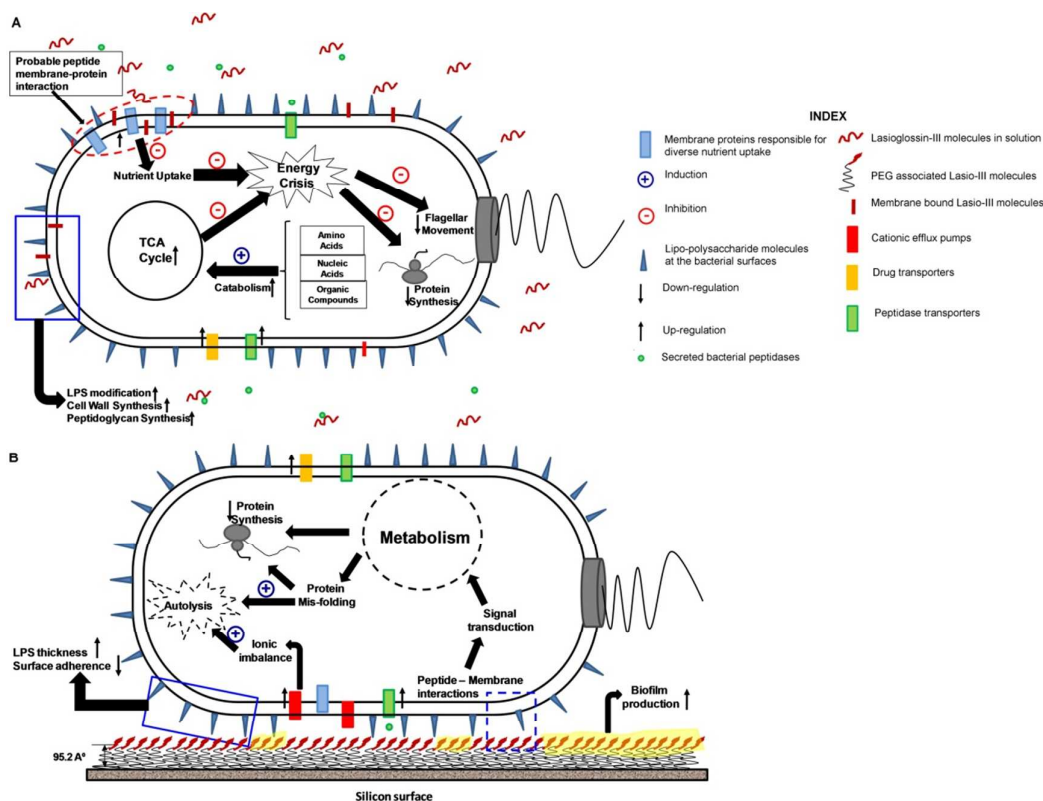 A
Probable peptide
membrane-protein
interaction
Nutrient Uptake
Energy
Crisis
Flagellar
Movement
TCA
Cycle
Catabolism
Amino
Acids
Nucleic
Acids
Organic
Compounds
Protein
Synthesis
LPS modification
Cell Wall Synthesis
Peptidoglycan Synthesis
INDEX
Membrane proteins responsible for
diverse nutrient uptake
Induction
Inhibition
Lipo-polysaccharide molecules
at the bacterial surfaces
Down-regulation
Up-regulation
Secreted bacterial peptidases
Lasioglossin-III molecules in solution
PEG associated Lasio-III molecules
Membrane bound Lasio-III molecules
Cationic efflux pumps
Drug transporters
Peptidase transporters
B
Protein
Synthesis
Metabolism
Protein
Mis-folding
Autolysis
Signal
transduction
Ionic
imbalance
LPS thickness
Surface adherence
Peptide – Membrane
interactions
Biofilm
production
95.2 A°
Silicon surface